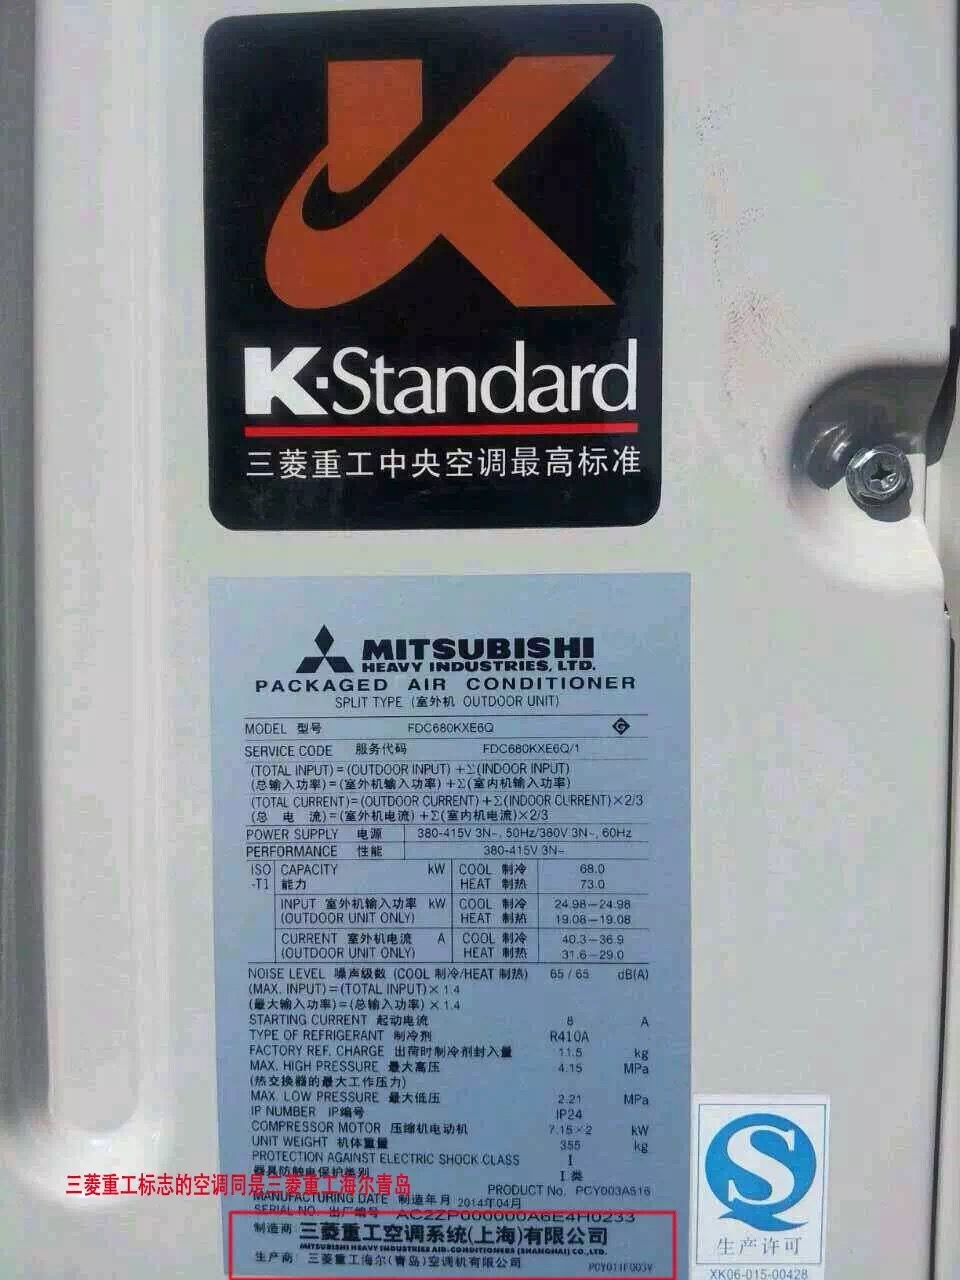 K·Standard
三菱重工中央空调最高标准
MITSUBISHI
HEAVY INDUSTRIES, LTD.
PACKAGED AIR CONDITIONER
SPLIT TYPE (室外机 OUTDOOR UNIT)
MODEL 型号 FDC680KXE6Q G
SERVICE CODE 服务代码 FDC680KXE6Q/1
(TOTAL INPUT)=(OUTDOOR INPUT) +Σ(INDOOR INPUT)
(总输入功率)=(室外机输入功率)+Σ(室内机输入功率)
(TOTAL CURRENT)=(OUTDOOR CURRENT)+Σ(INDOOR CURRENT)×2/3
(总 电 流)=(室外机电流)+Σ(室内机电流)×2/3
POWER SUPPLY 电源 380-415V 3N~, 50Hz/380V 3N~, 60Hz
PERFORMANCE 性能 380-415V 3N~
ISO CAPACITY kW COOL 制冷 68.0
-T1 能力 HEAT 制热 73.0
INPUT 室外机输入功率 kW COOL 制冷 24.98-24.98
(OUTDOOR UNIT ONLY) HEAT 制热 19.08-19.08
CURRENT 室外机电流 A COOL 制冷 40.3-36.9
(OUTDOOR UNIT ONLY) HEAT 制热 31.6-29.0
NOISE LEVEL 噪声级数 (COOL 制冷/HEAT 制热) 65/65 dB(A)
(MAX. INPUT)=(TOTAL INPUT)×1.4
(最大输入功率)=(总输入功率)×1.4
STARTING CURRENT 起动电流 8 A
TYPE OF REFRIGERANT 制冷剂 R410A
FACTORY REF. CHARGE 出荷时制冷剂封入量 11.5 kg
MAX. HIGH PRESSURE 最大高压 4.15 MPa
(热交换器的最大工作压力)
MAX. LOW PRESSURE 最大低压 2.21 MPa
IP NUMBER IP编号 IP24
COMPRESSOR MOTOR 压缩机电动机 7.15×2 kW
UNIT WEIGHT 机体重量 355 kg
PROTECTION AGAINST ELECTRIC SHOCK CLASS I
器具防触电保护类别 I 类
三菱重工标志的空调同是三菱重工海尔青岛
PRODUCT No. PCY003A516
MANUFACTURING DATE 制造年月 2014年04月
SERIAL NO. 出厂编号 AC2ZP000000A6E4H0233
制造商: 三菱重工空调系统(上海)有限公司
MITSUBISHI HEAVY INDUSTRIES AIR-CONDITIONERS (SHANGHAI) CO., LTD.
生产商: 三菱重工海尔(青岛)空调机有限公司 PCY011F003V
生产许可
XK06-015-00428